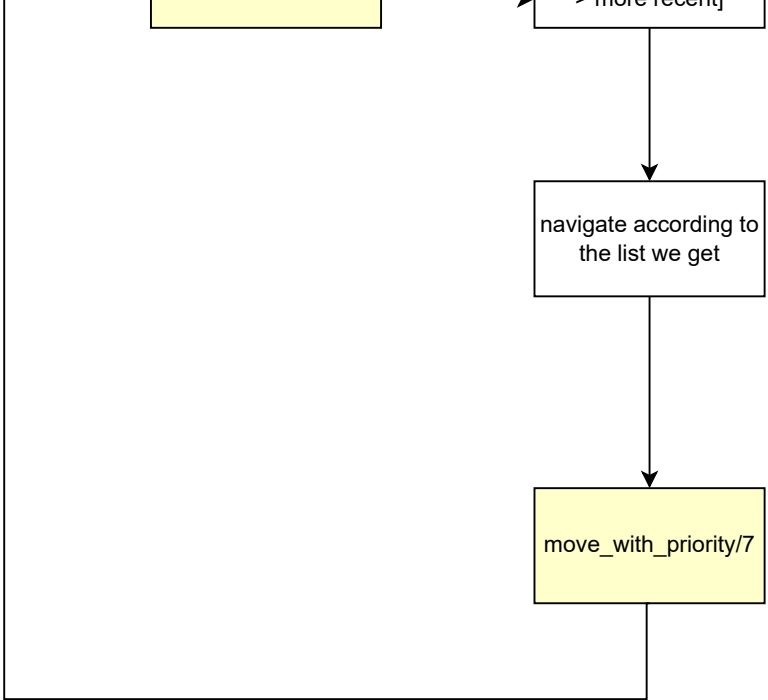 > more recent]
navigate according to
the list we get
move_with_priority/7